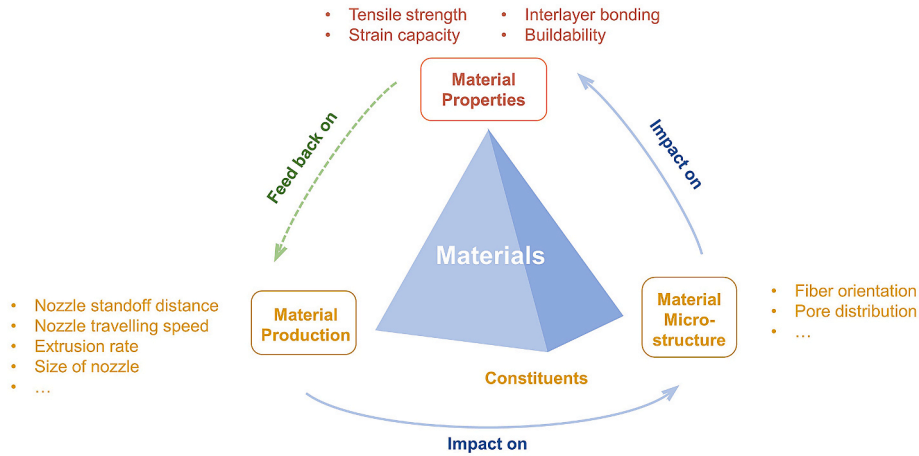 • Tensile strength
• Strain capacity
• Interlayer bonding
• Buildability
Material
Properties
Feed back on
Impact on
Materials
• Nozzle standoff distance
• Nozzle travelling speed
• Extrusion rate
• Size of nozzle
• …
Material
Production
Material
Micro-
structure
• Fiber orientation
• Pore distribution
• …
Constituents
Impact on